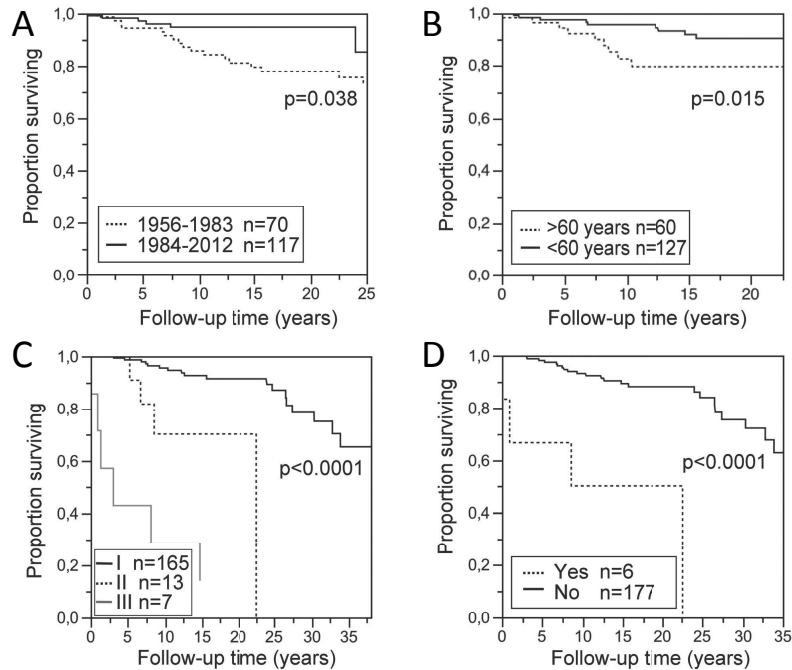 A
Proportion surviving
1,0
0,8
0,6
0,4
0,2
0,0
p=0.038
1956-1983 n=70
1984-2012 n=117
0 5 10 15 20 25
Follow-up time (years)
B
Proportion surviving
1,0
0,8
0,6
0,4
0,2
0,0
p=0.015
>60 years n=60
<60 years n=127
0 5 10 15 20
Follow-up time (years)
C
Proportion surviving
1,0
0,8
0,6
0,4
0,2
0,0
p<0.0001
I n=165
II n=13
III n=7
0 5 10 15 20 25 30 35
Follow-up time (years)
D
Proportion surviving
1,0
0,8
0,6
0,4
0,2
0,0
p<0.0001
Yes n=6
No n=177
0 5 10 15 20 25 30 35
Follow-up time (years)